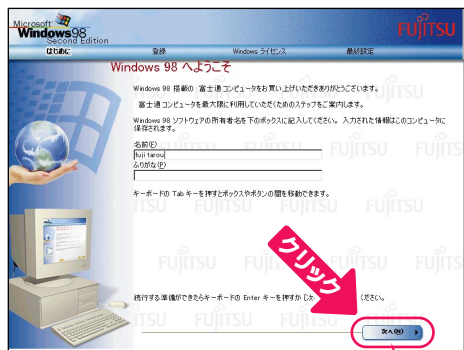 Microsoft
Windows98
Second Edition
FUJITSU
はじめに
登録
Windows ライセンス
最終設定
Windows 98 へようこそ
Windows 98 搭載の 富士通コンピュータをお買い上げいただきありがとうございます。
富士通コンピュータを最大限に利用していただくためのステップをご案内します。
Windows 98 ソフトウェアの所有者名を下のボックスに記入してください。 入力された情報はこのコンピュータに
保存されます。
名前(E)
fuji tarou
ふりがな(P)
キーボードの Tab キーを押すとボックスやボタンの間を移動できます。
クリック
続行する準備ができたらキーボードの Enter キーを押すか [次 ください。
次へ(N)